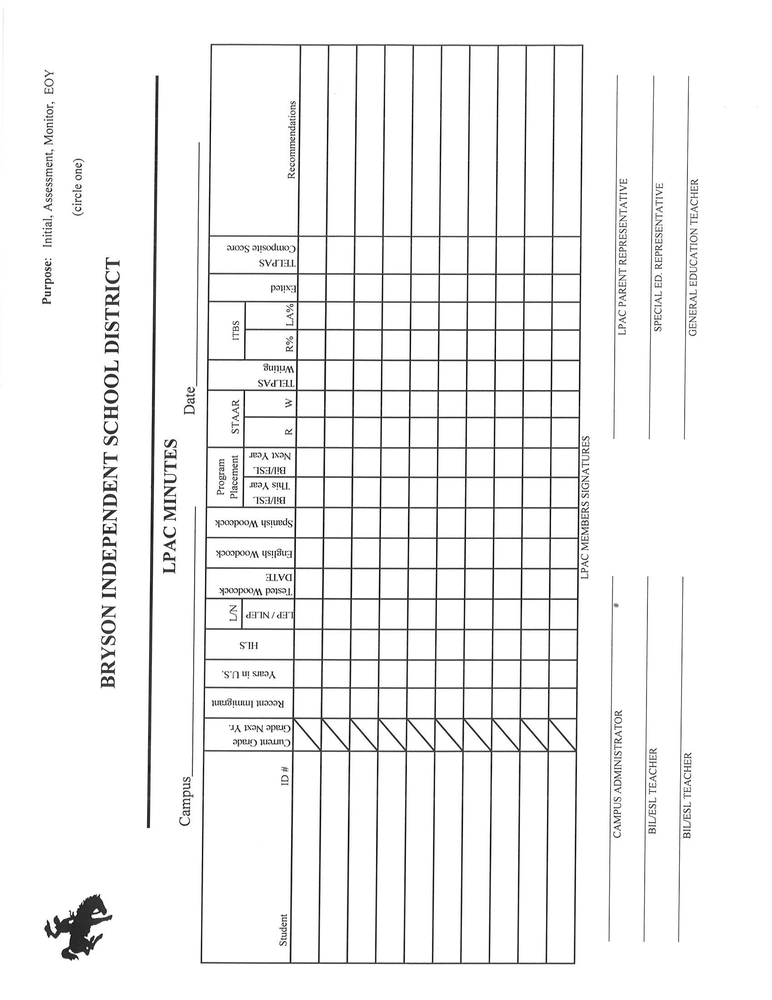 Purpose: Initial, Assessment, Monitor, EOY
(circle one)
BRYSON INDEPENDENT SCHOOL DISTRICT
LPAC MINUTES
Campus
Date
Student
ID #
Current Grade
Grade Next Yr.
Recent Immigrant
Years in U.S.
HLS
L/N
LEP / NLEP
Tested Woodcock
DATE
English Woodcock
Spanish Woodcock
Program
Placement
Bil/ESL
This Year
Bil/ESL
Next Year
STAAR
R
W
TELPAS
Writing
ITBS
R%
LA%
Exited
TELPAS
Composite Score
Recommendations
LPAC MEMBERS SIGNATURES
CAMPUS ADMINISTRATOR
LPAC PARENT REPRESENTATIVE
BIL/ESL TEACHER
SPECIAL ED. REPRESENTATIVE
BIL/ESL TEACHER
GENERAL EDUCATION TEACHER